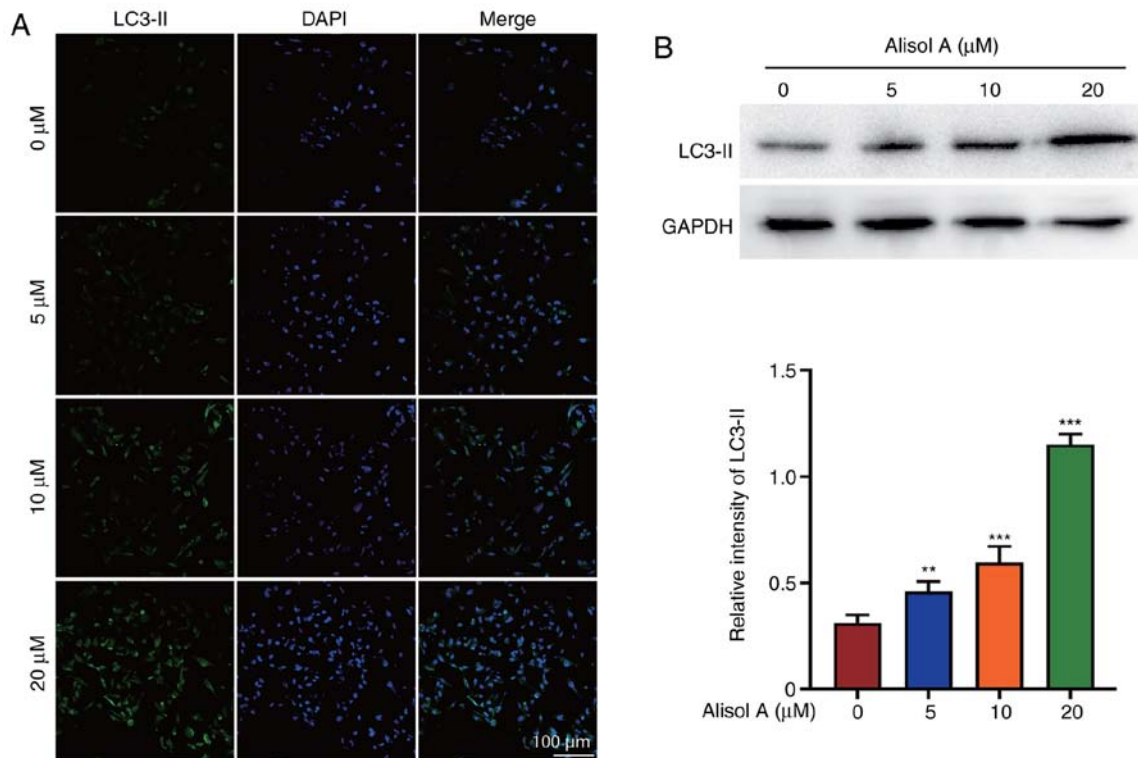 A
LC3-II DAPI Merge
0 µM
5 µM
10 µM
20 µM
100 µm
B
Alisol A (µM)
0 5 10 20
LC3-II
GAPDH
Relative intensity of LC3-II
1.5
1.0
0.5
0
** *** ***
Alisol A (µM) 0 5 10 20